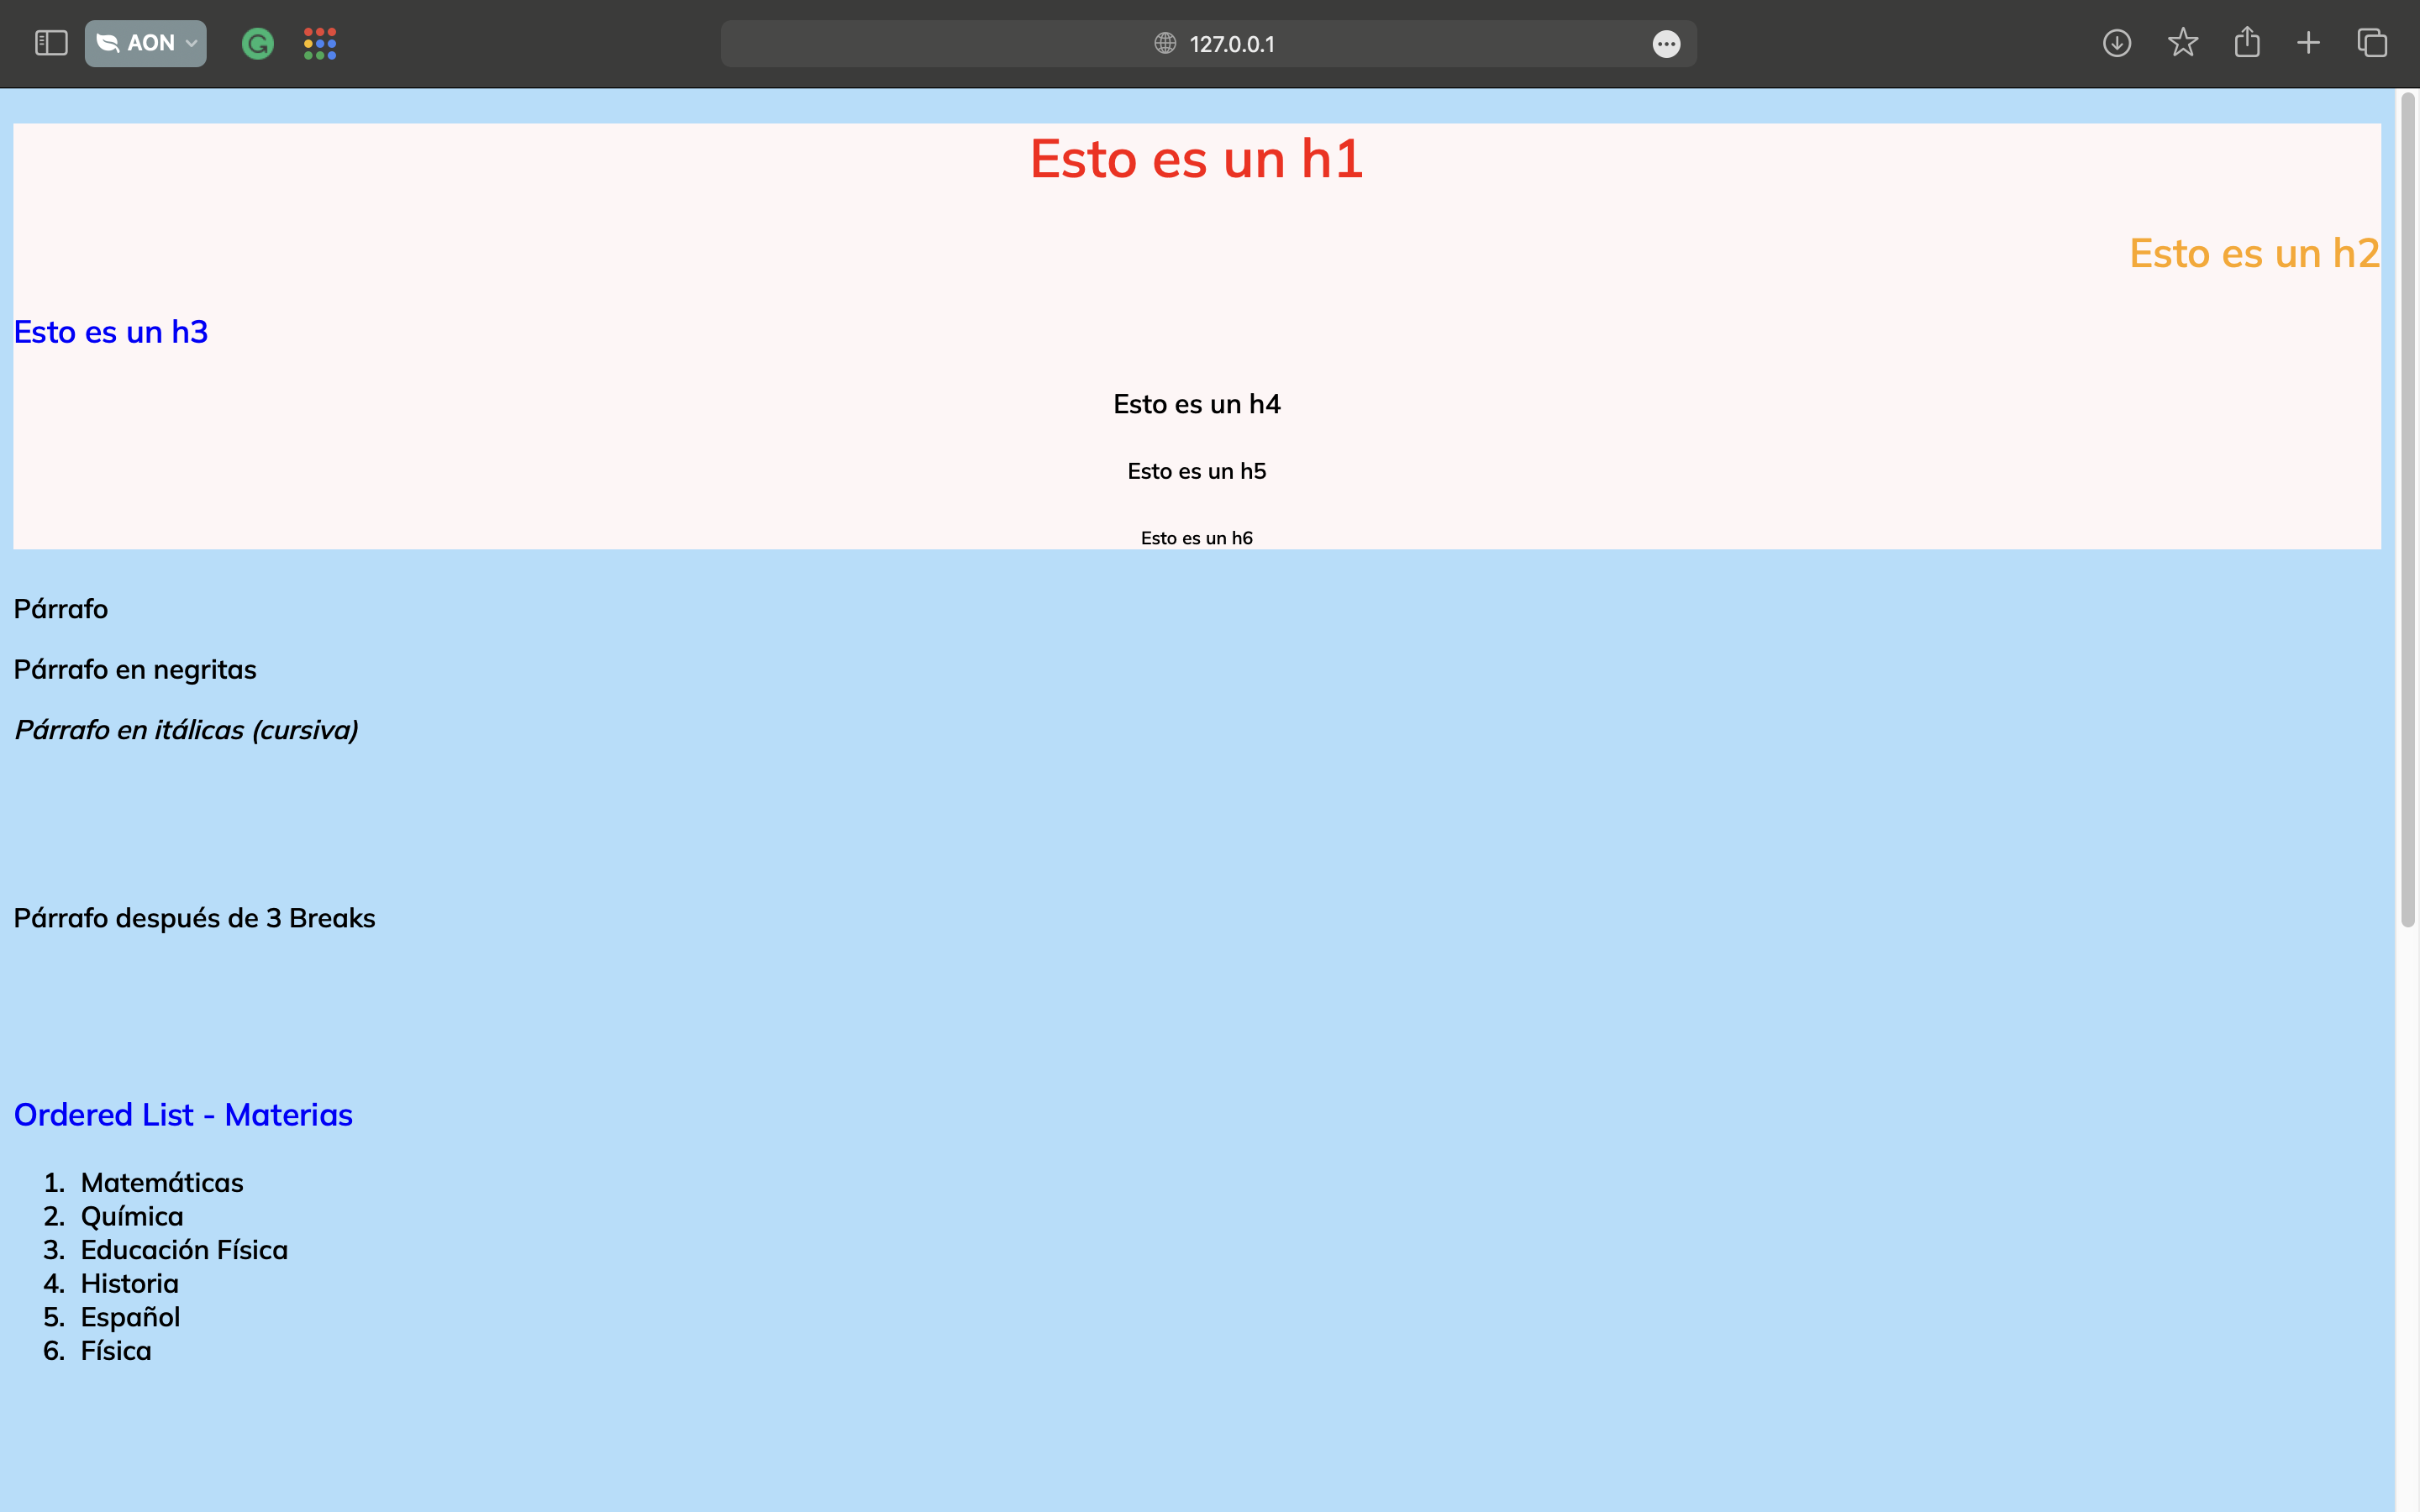 AON
127.0.0.1
Esto es un h1
Esto es un h2
Esto es un h3
Esto es un h4
Esto es un h5
Esto es un h6
Párrafo
Párrafo en negritas
Párrafo en itálicas (cursiva)
Párrafo después de 3 Breaks
Ordered List - Materias
1. Matemáticas
2. Química
3. Educación Física
4. Historia
5. Español
6. Física